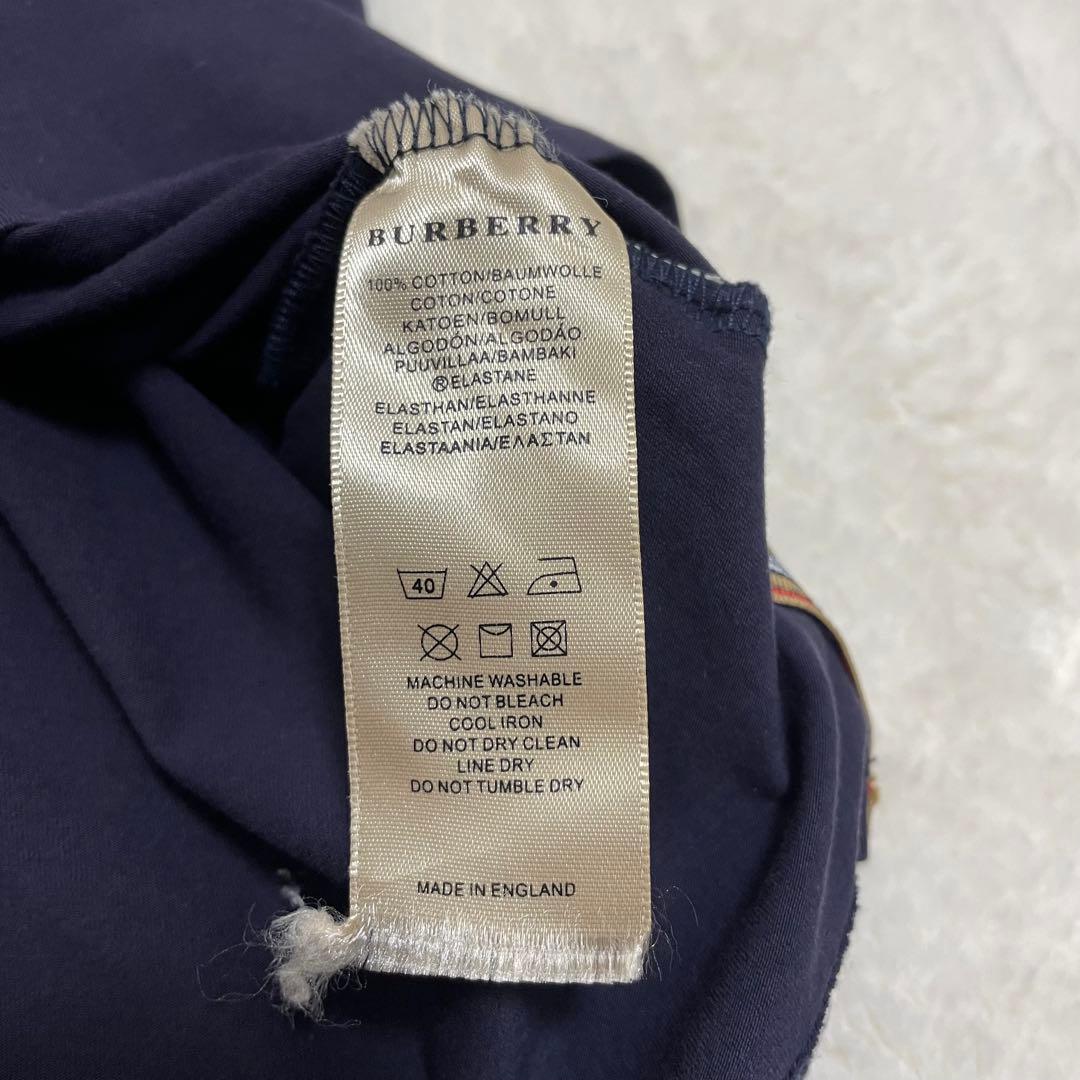 BURBERRY
100% COTTON/BAUMWOLLE
COTON/COTONE
KATOEN/BOMULL
ALGODÓN/ALGODÁO
PUUVILLAA/BAMBAKI
®ELASTANE
ELASTHAN/ELASTHANNE
ELASTAN/ELASTANO
ELASTAANIA/ΕΛΑΣΤΑΝ
40
MACHINE WASHABLE
DO NOT BLEACH
COOL IRON
DO NOT DRY CLEAN
LINE DRY
DO NOT TUMBLE DRY
MADE IN ENGLAND